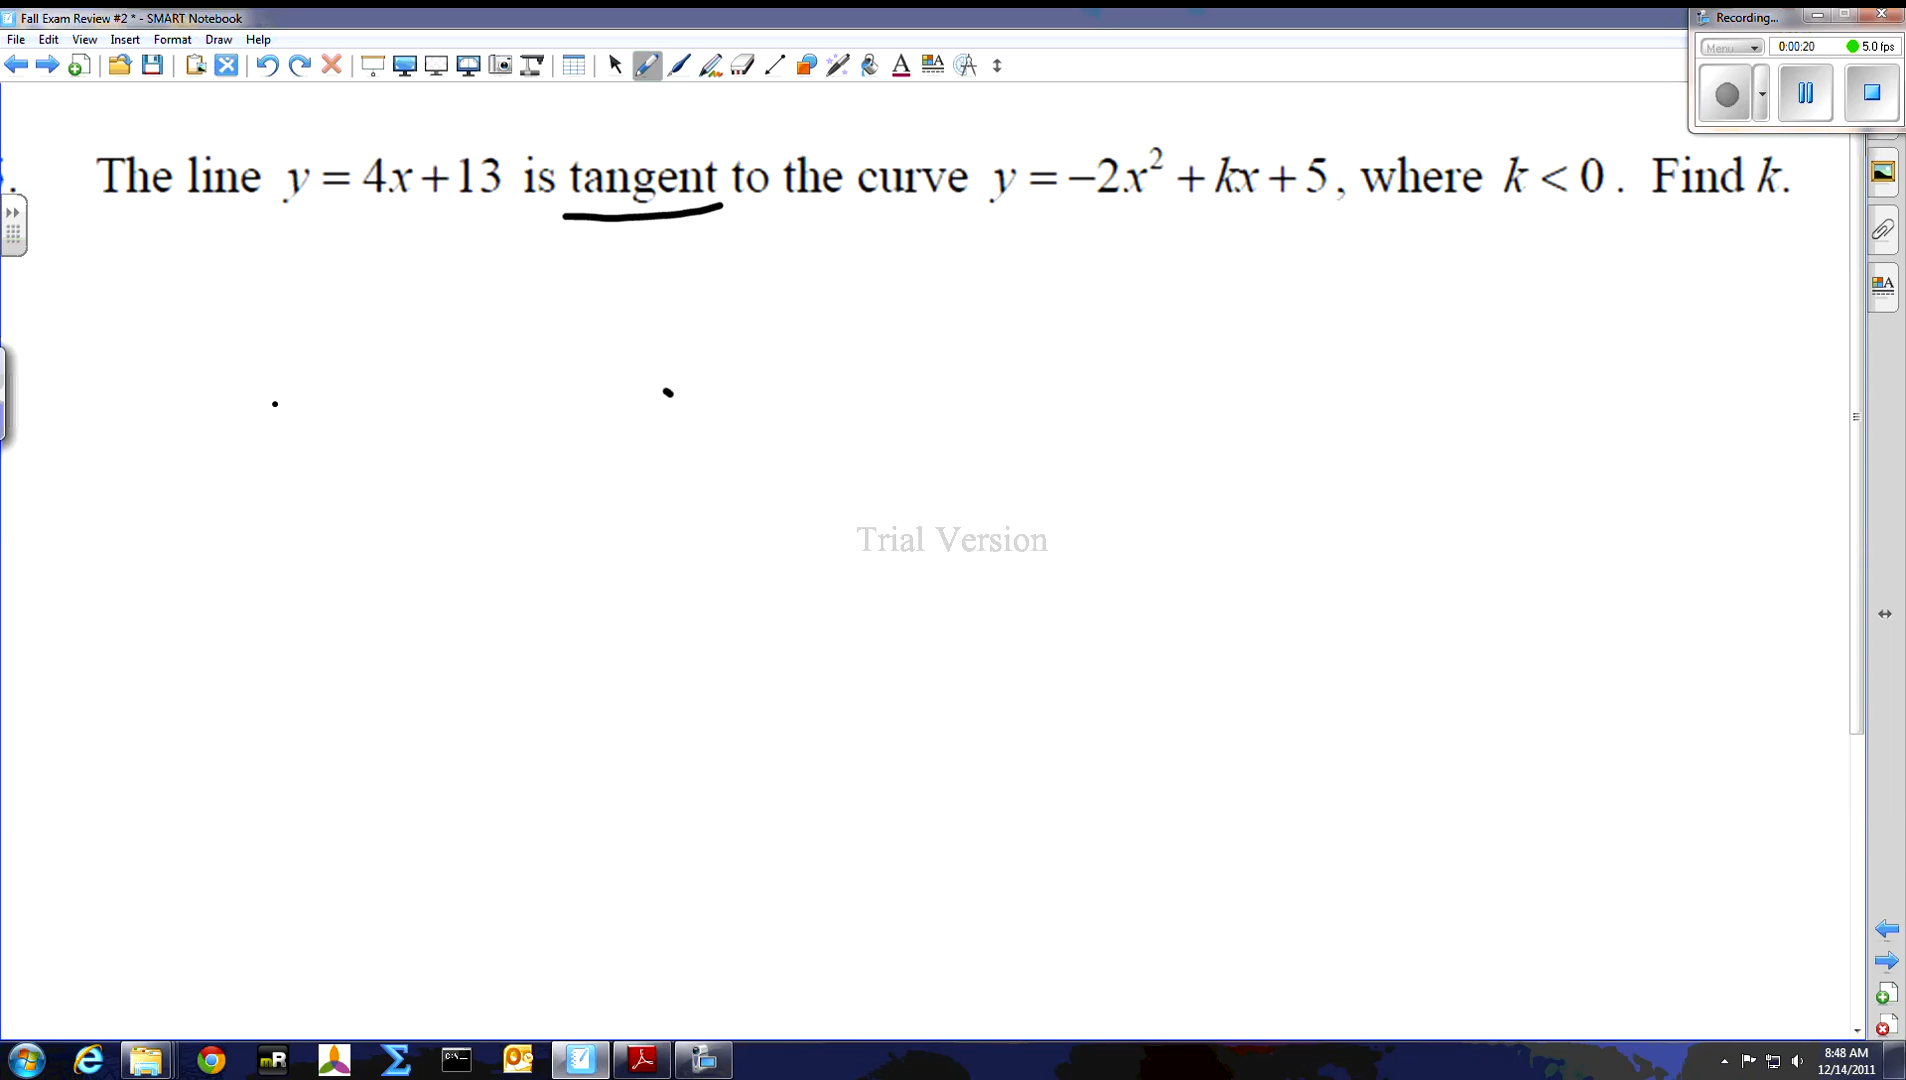 Fall Exam Review #2 * - SMART Notebook
Recording...
File Edit View Insert Format Draw Help
Menu 0:00:20 5.0 fps
The line y = 4x + 13 is tangent to the curve y = −2x² + kx + 5, where k < 0. Find k.
Trial Version
8:48 AM
12/14/2011